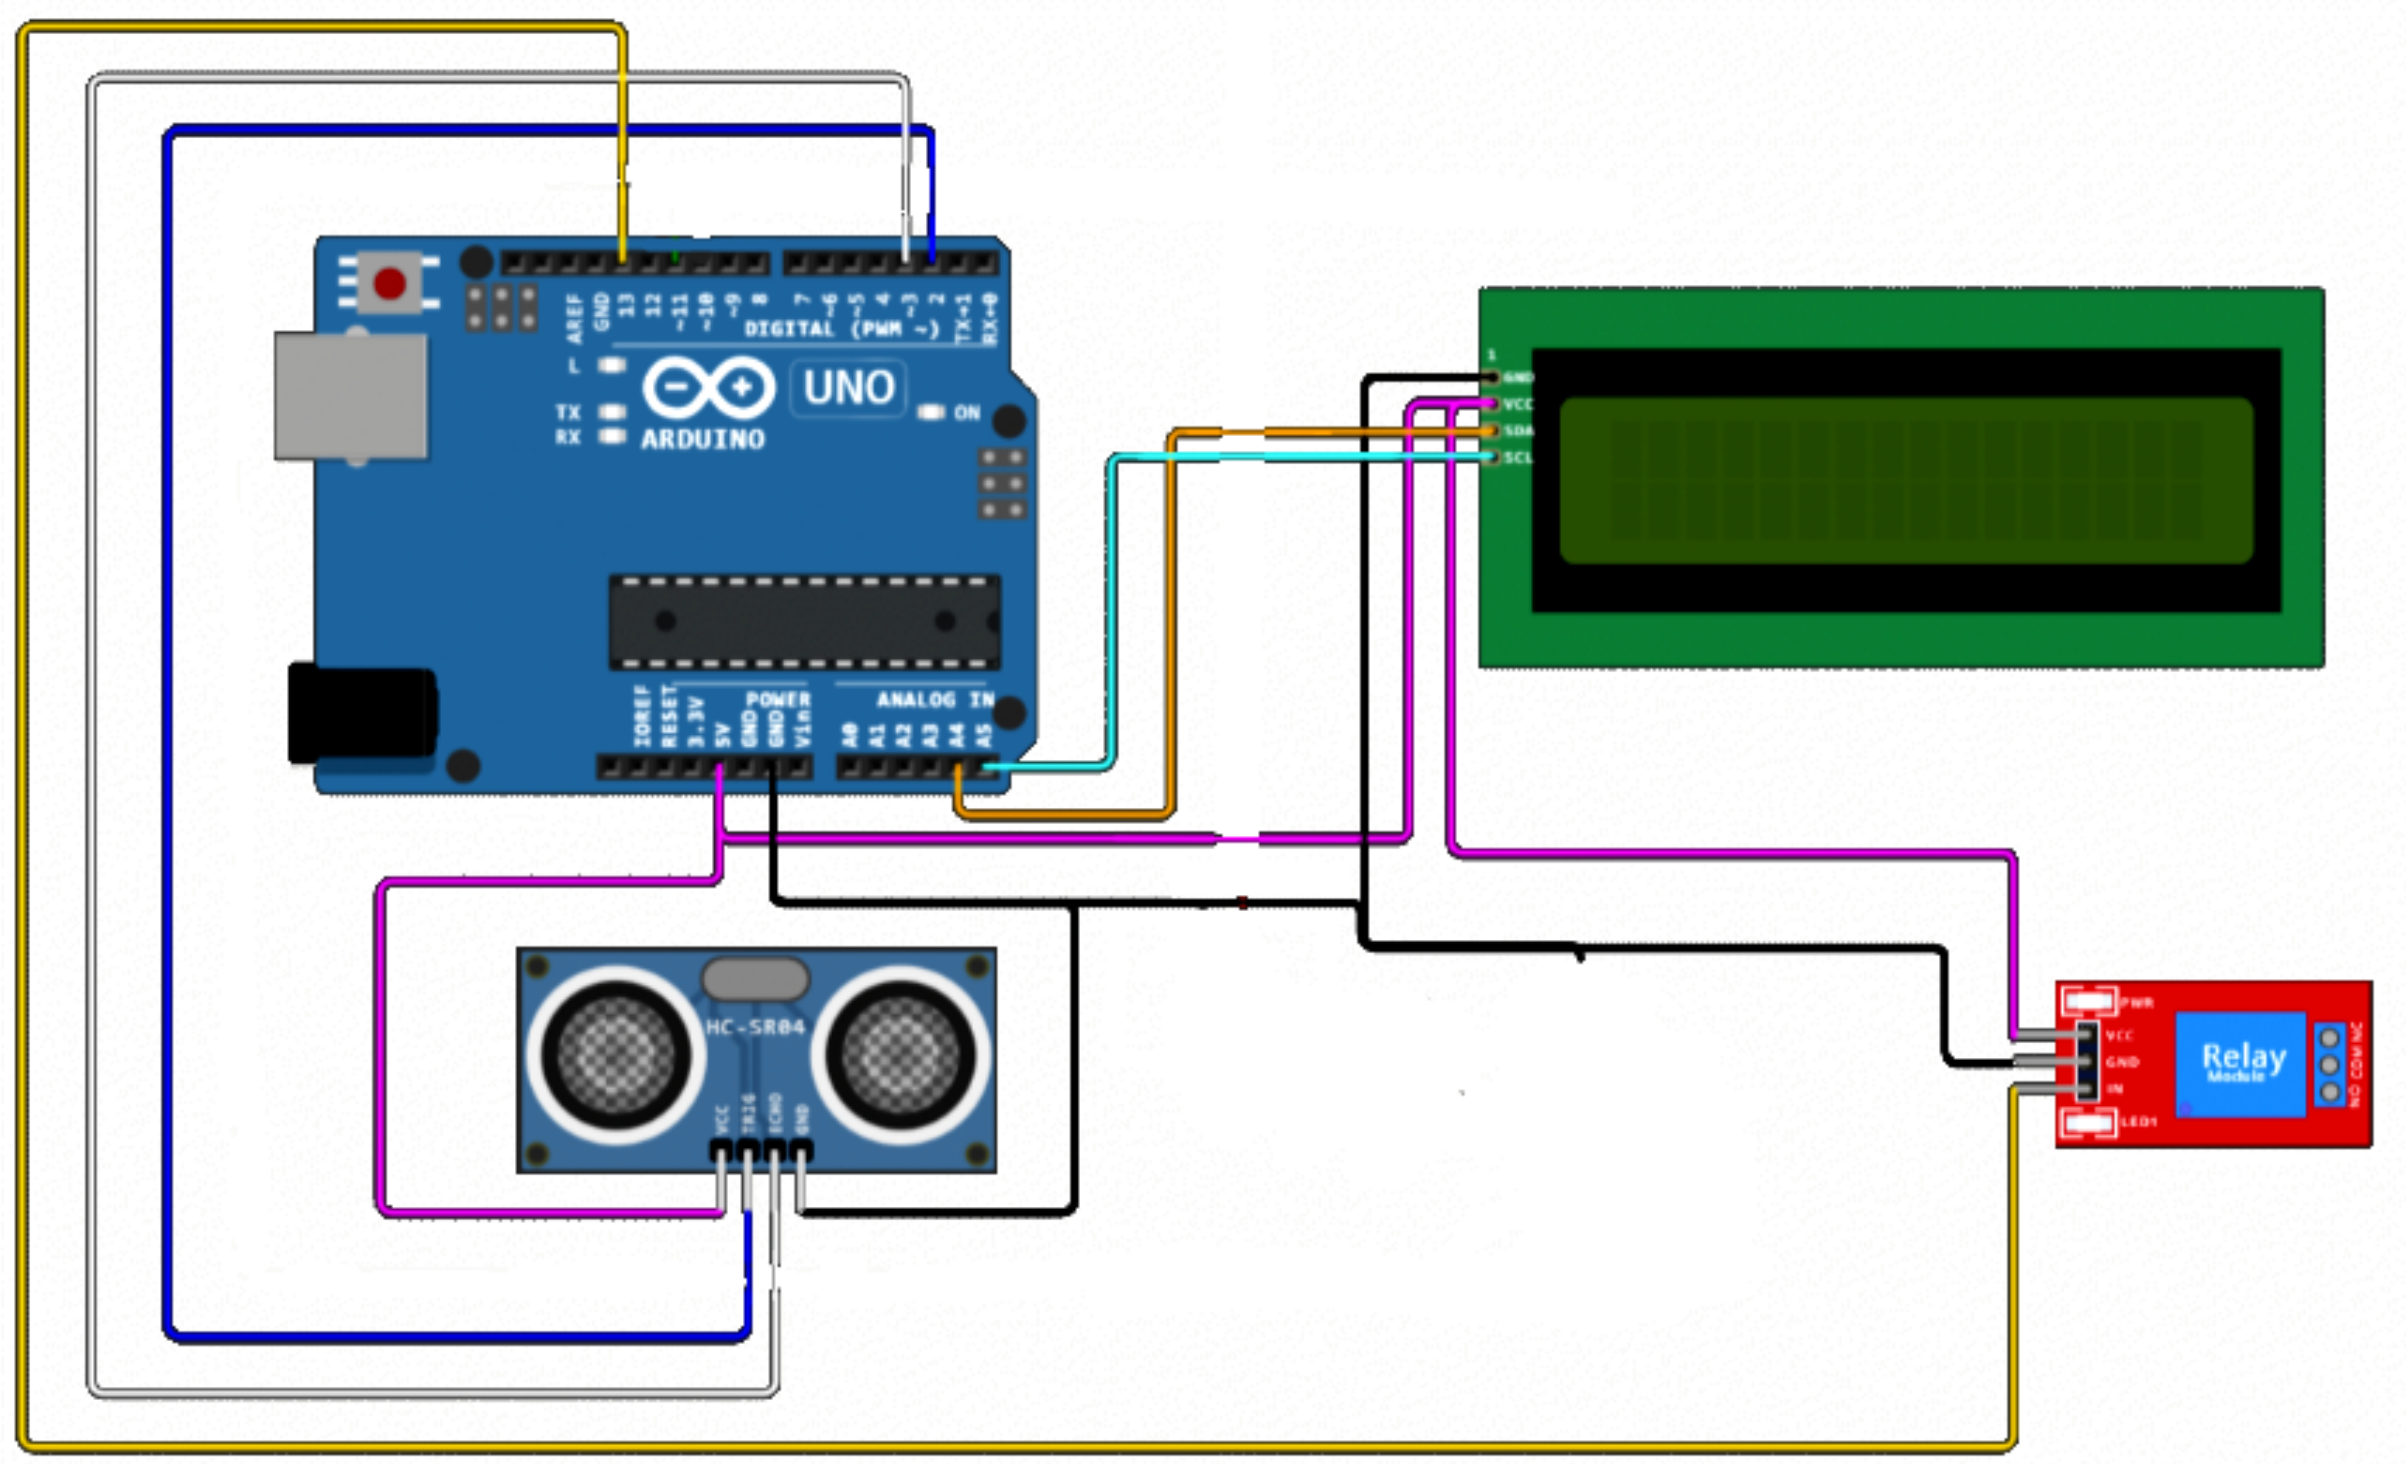 AREF
GND
13
12
~11
~10
~9
8
7
~6
~5
4
~3
2
TX→1
RX←0
DIGITAL (PWM ~)
L
TX
RX
UNO
ON
ARDUINO
1
GND
VCC
SDA
SCL
POWER
ANALOG IN
IOREF
RESET
3.3V
5V
GND
GND
Vin
A0
A1
A2
A3
A4
A5
HC-SR04
VCC
TRIG
ECHO
GND
PWR
VCC
GND
IN
LED1
Relay
Module
NC
COM
NO